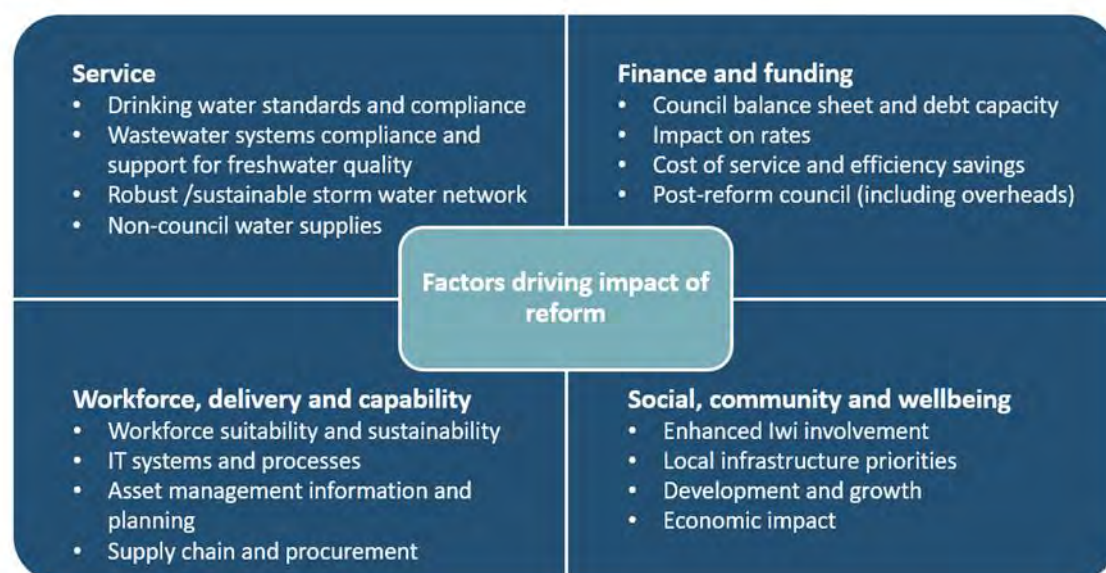 Service
• Drinking water standards and compliance
• Wastewater systems compliance and
support for freshwater quality
• Robust /sustainable storm water network
• Non-council water supplies
Finance and funding
• Council balance sheet and debt capacity
• Impact on rates
• Cost of service and efficiency savings
• Post-reform council (including overheads)
Factors driving impact of
reform
Workforce, delivery and capability
• Workforce suitability and sustainability
• IT systems and processes
• Asset management information and
planning
• Supply chain and procurement
Social, community and wellbeing
• Enhanced Iwi involvement
• Local infrastructure priorities
• Development and growth
• Economic impact